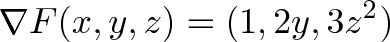 ∇F(x, y, z) = (1, 2y, 3z²)